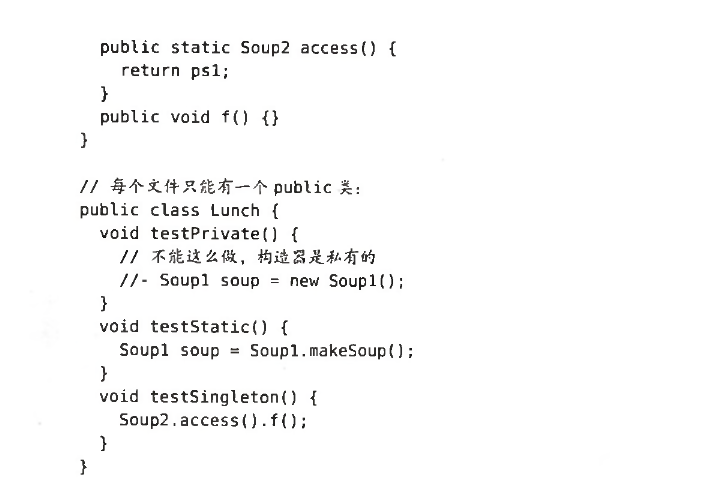 public static Soup2 access() {
return ps1;
}
public void f() {}
}
// 每个文件只能有一个 public 类:
public class Lunch {
void testPrivate() {
// 不能这么做, 构造器是私有的
//- Soup1 soup = new Soup1();
}
void testStatic() {
Soup1 soup = Soup1.makeSoup();
}
void testSingleton() {
Soup2.access().f();
}
}